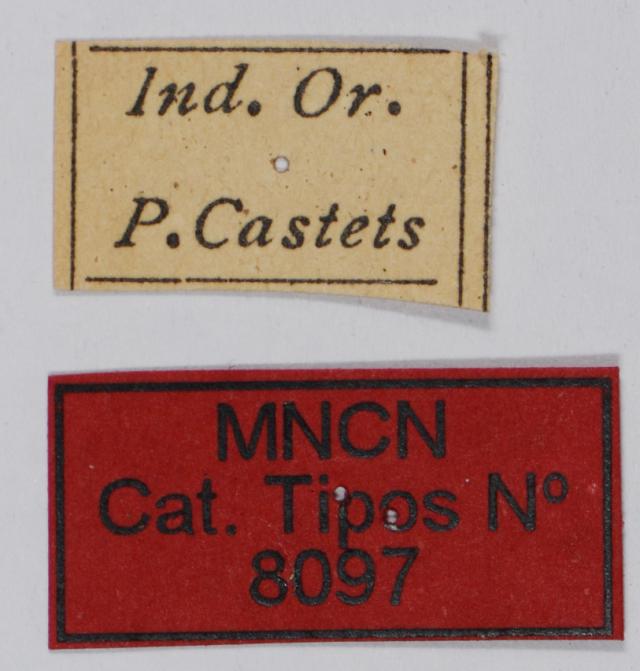 Ind. Or.
P. Castets
MNCN
Cat. Tipos Nº
8097